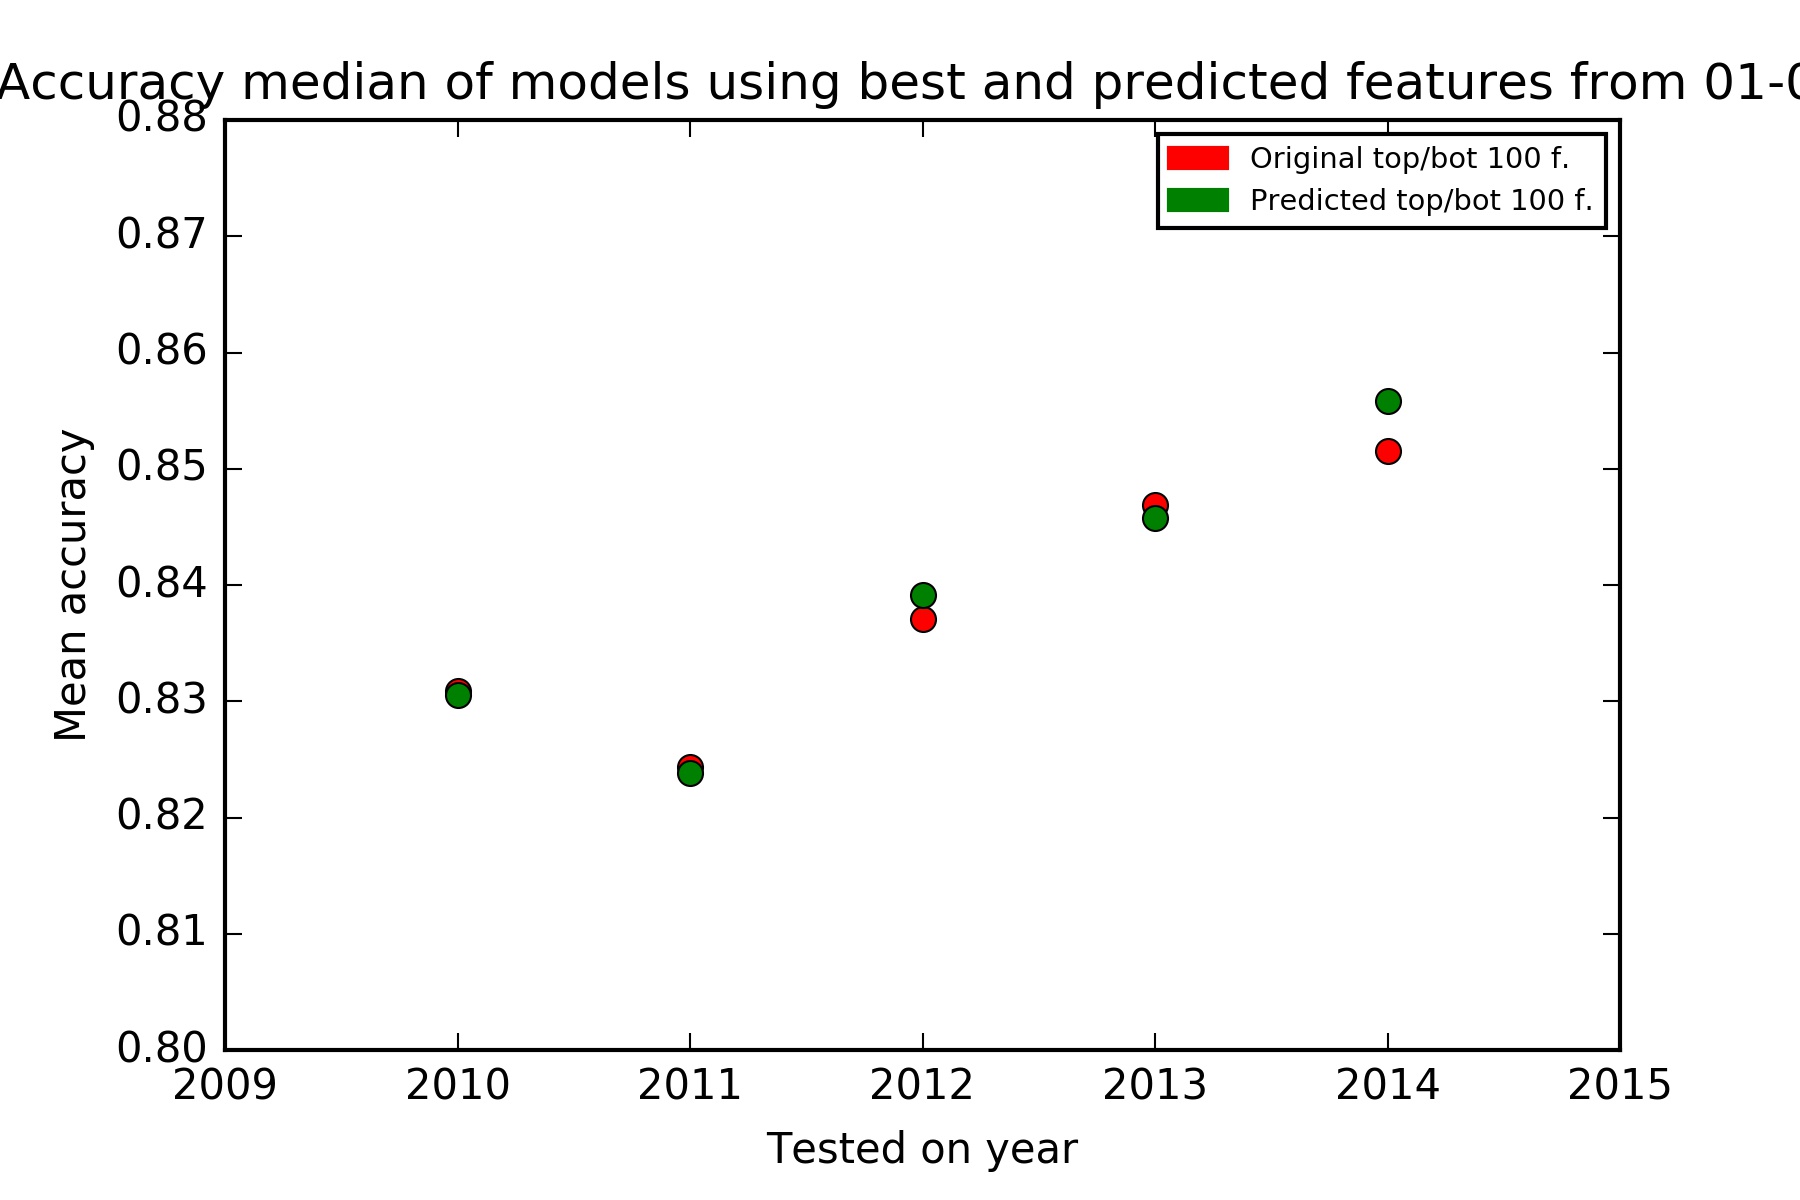 Accuracy median of models using best and predicted features from 01-0
0.88
0.87
0.86
0.85
0.84
0.83
0.82
0.81
0.80
Mean accuracy
Original top/bot 100 f.
Predicted top/bot 100 f.
2009 2010 2011 2012 2013 2014 2015
Tested on year